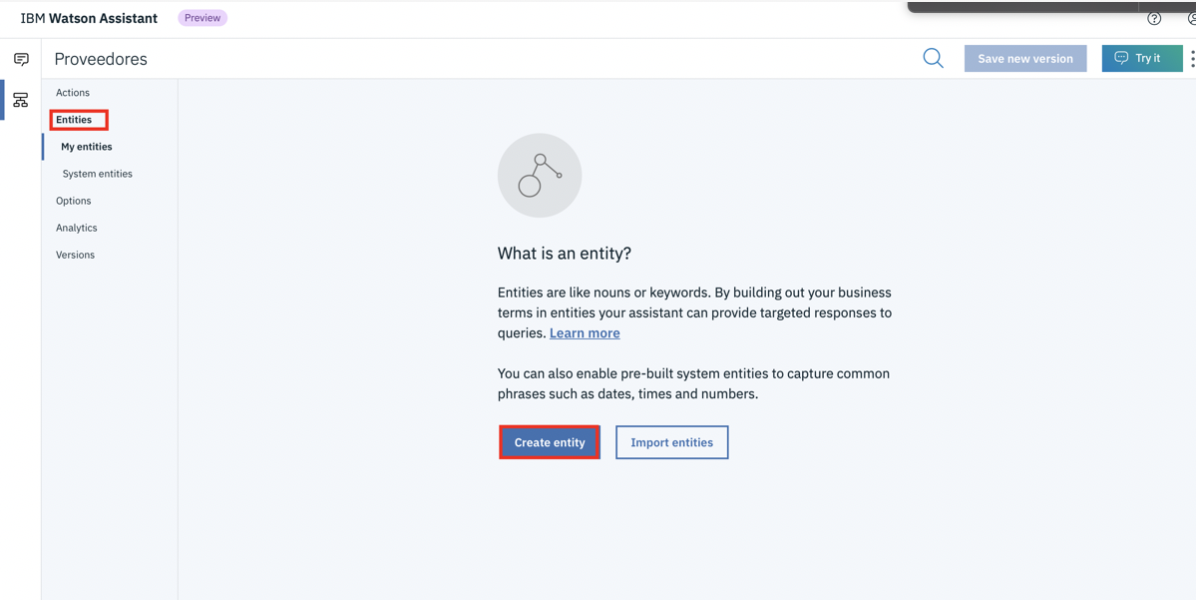 IBM Watson Assistant Preview
Proveedores
Save new version
Try it
Actions
Entities
My entities
System entities
Options
Analytics
Versions
What is an entity?
Entities are like nouns or keywords. By building out your business
terms in entities your assistant can provide targeted responses to
queries. Learn more
You can also enable pre-built system entities to capture common
phrases such as dates, times and numbers.
Create entity
Import entities